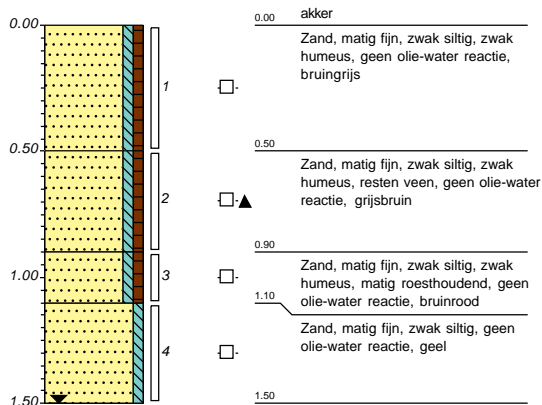 0.00
0.50
1.00
1.50
1
2
3
4
0.00
akker
Zand, matig fijn, zwak siltig, zwak
humeus, geen olie-water reactie,
bruingrijs
0.50
Zand, matig fijn, zwak siltig, zwak
humeus, resten veen, geen olie-water
reactie, grijsbruin
0.90
Zand, matig fijn, zwak siltig, zwak
humeus, matig roesthoudend, geen
olie-water reactie, bruinrood
1.10
Zand, matig fijn, zwak siltig, geen
olie-water reactie, geel
1.50